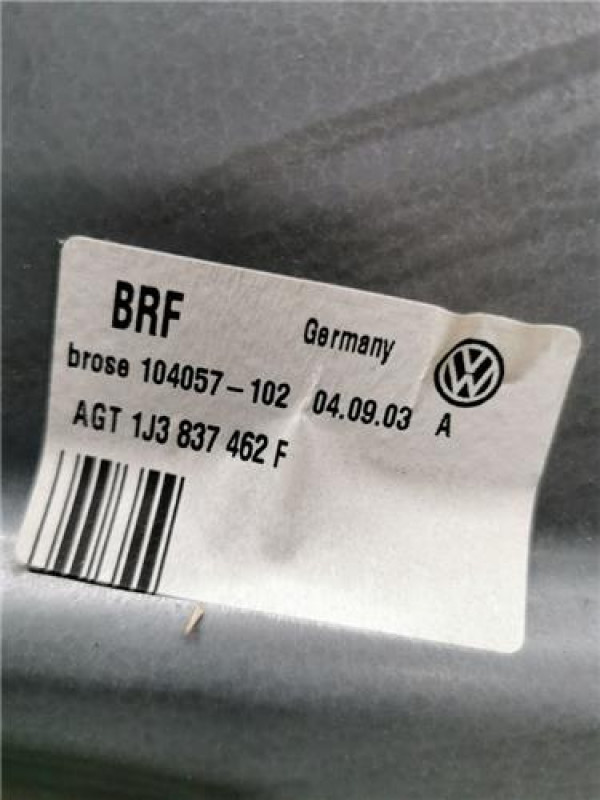 BRF Germany
brose 104057-102 04.09.03 A
AGT 1J3 837 462 F